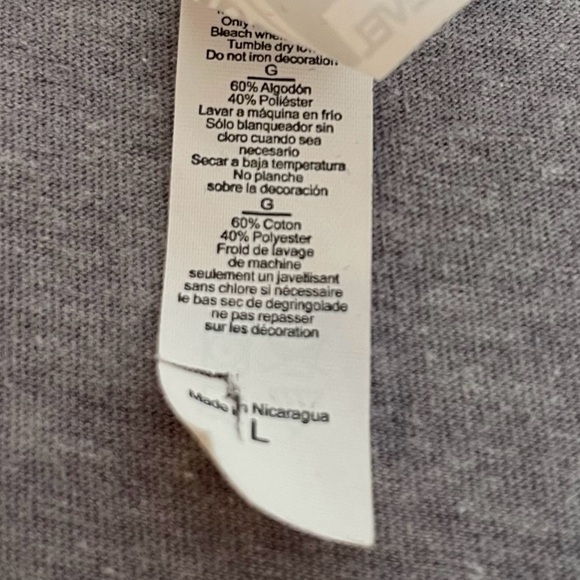 Only
Bleach
Tumble dry
Do not iron decoration
G
60% Algodón
40% Poliéster
Lavar a máquina en frio
Sólo blanqueador sin
cloro cuando sea
necesario
Secar a baja temperatura
No planche
sobre la decoración
G
60% Coton
40% Polyester
Froid de lavage
de machine
seulement un javellisant
sans chlore si nécessaire
le bas sec de degringolade
ne pas repasser
sur les décoration
Made in Nicaragua
L